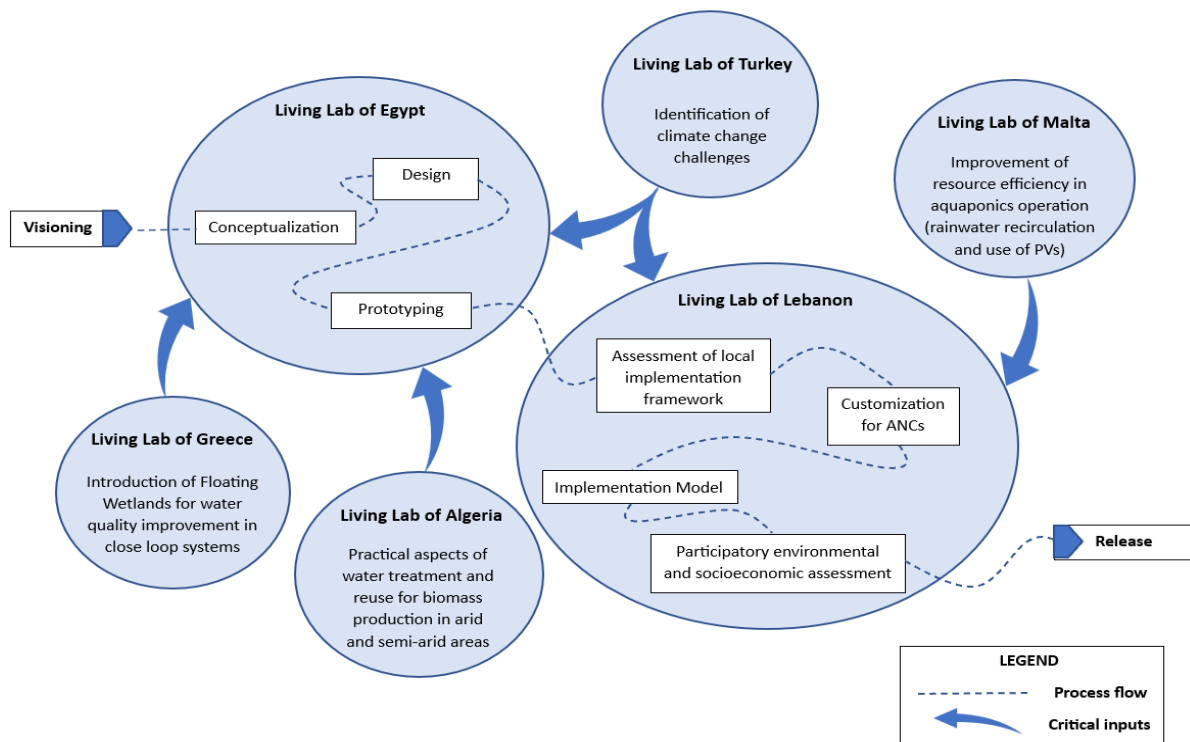 Living Lab of Egypt
Design
Visioning
Conceptualization
Prototyping
Living Lab of Turkey
Identification of
climate change
challenges
Living Lab of Malta
Improvement of
resource efficiency in
aquaponics operation
(rainwater recirculation
and use of PVs)
Living Lab of Greece
Introduction of Floating
Wetlands for water
quality improvement in
close loop systems
Living Lab of Algeria
Practical aspects of
water treatment and
reuse for biomass
production in arid
and semi-arid areas
Living Lab of Lebanon
Assessment of local
implementation
framework
Customization
for ANCs
Implementation Model
Participatory environmental
and socioeconomic assessment
Release
LEGEND
Process flow
Critical inputs